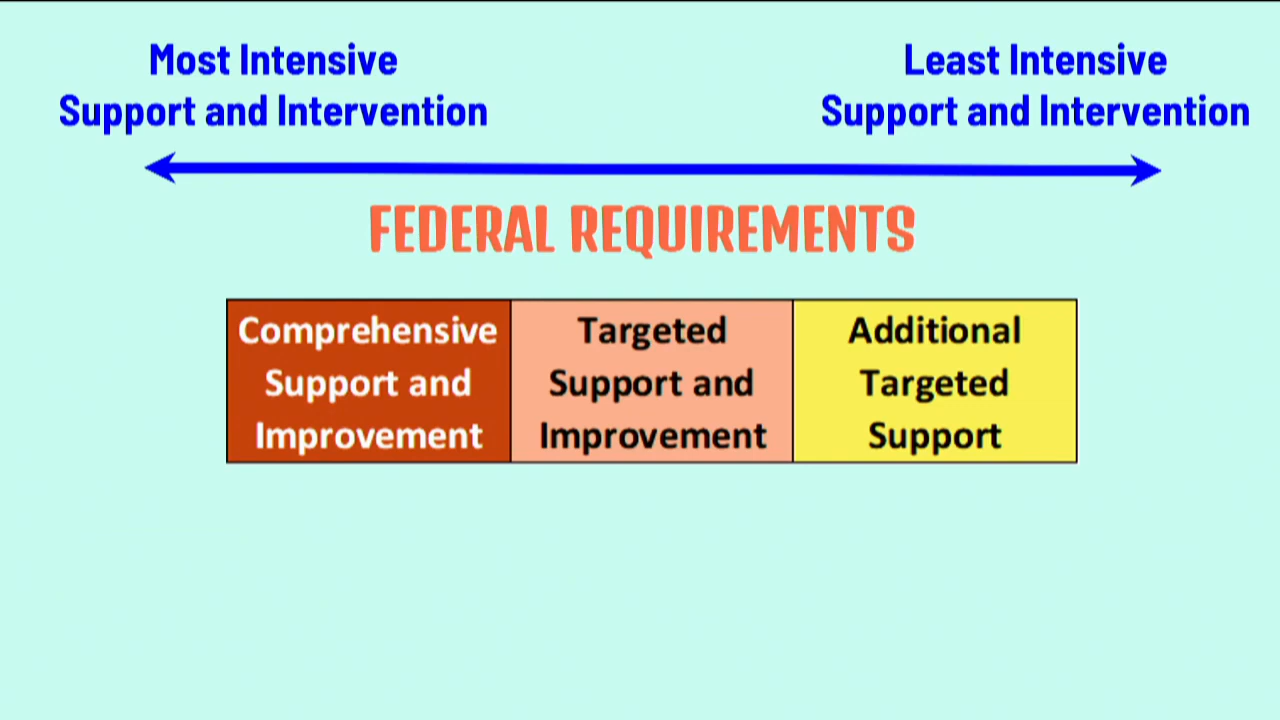 Most Intensive
Support and Intervention
Least Intensive
Support and Intervention
FEDERAL REQUIREMENTS
Comprehensive
Support and
Improvement
Targeted
Support and
Improvement
Additional
Targeted
Support